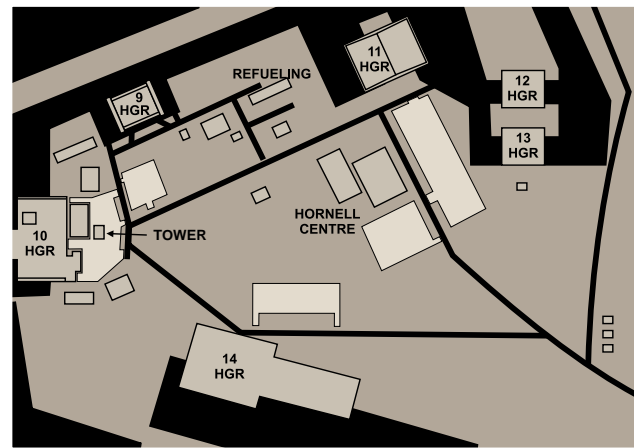 11
HGR
REFUELING
12
HGR
9
HGR
13
HGR
HORNELL
CENTRE
10
HGR
TOWER
14
HGR